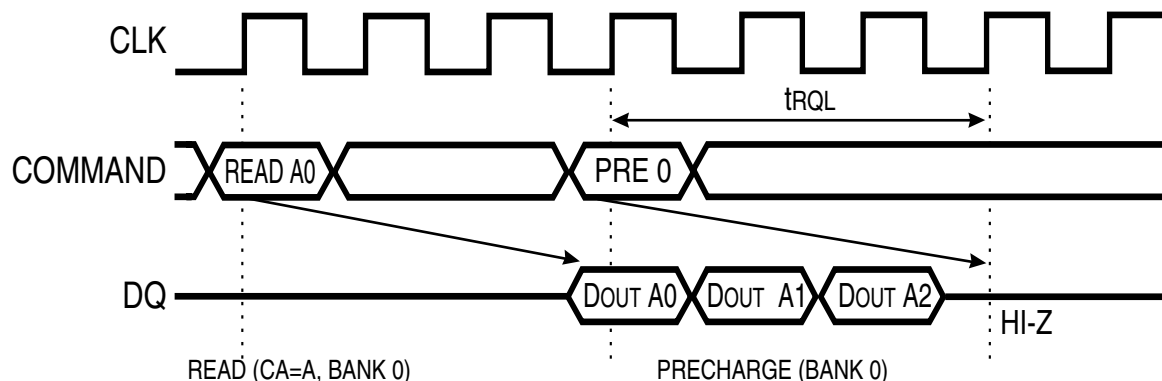 CLK
tRQL
COMMAND READ A0 PRE 0
DQ DOUT A0 DOUT A1 DOUT A2
HI-Z
READ (CA=A, BANK 0) PRECHARGE (BANK 0)